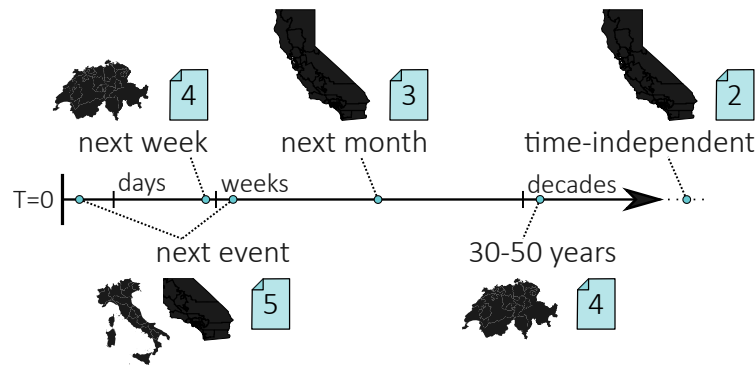 4
3
2
next week
next month
time-independent
T=0
days
weeks
decades
next event
30-50 years
5
4